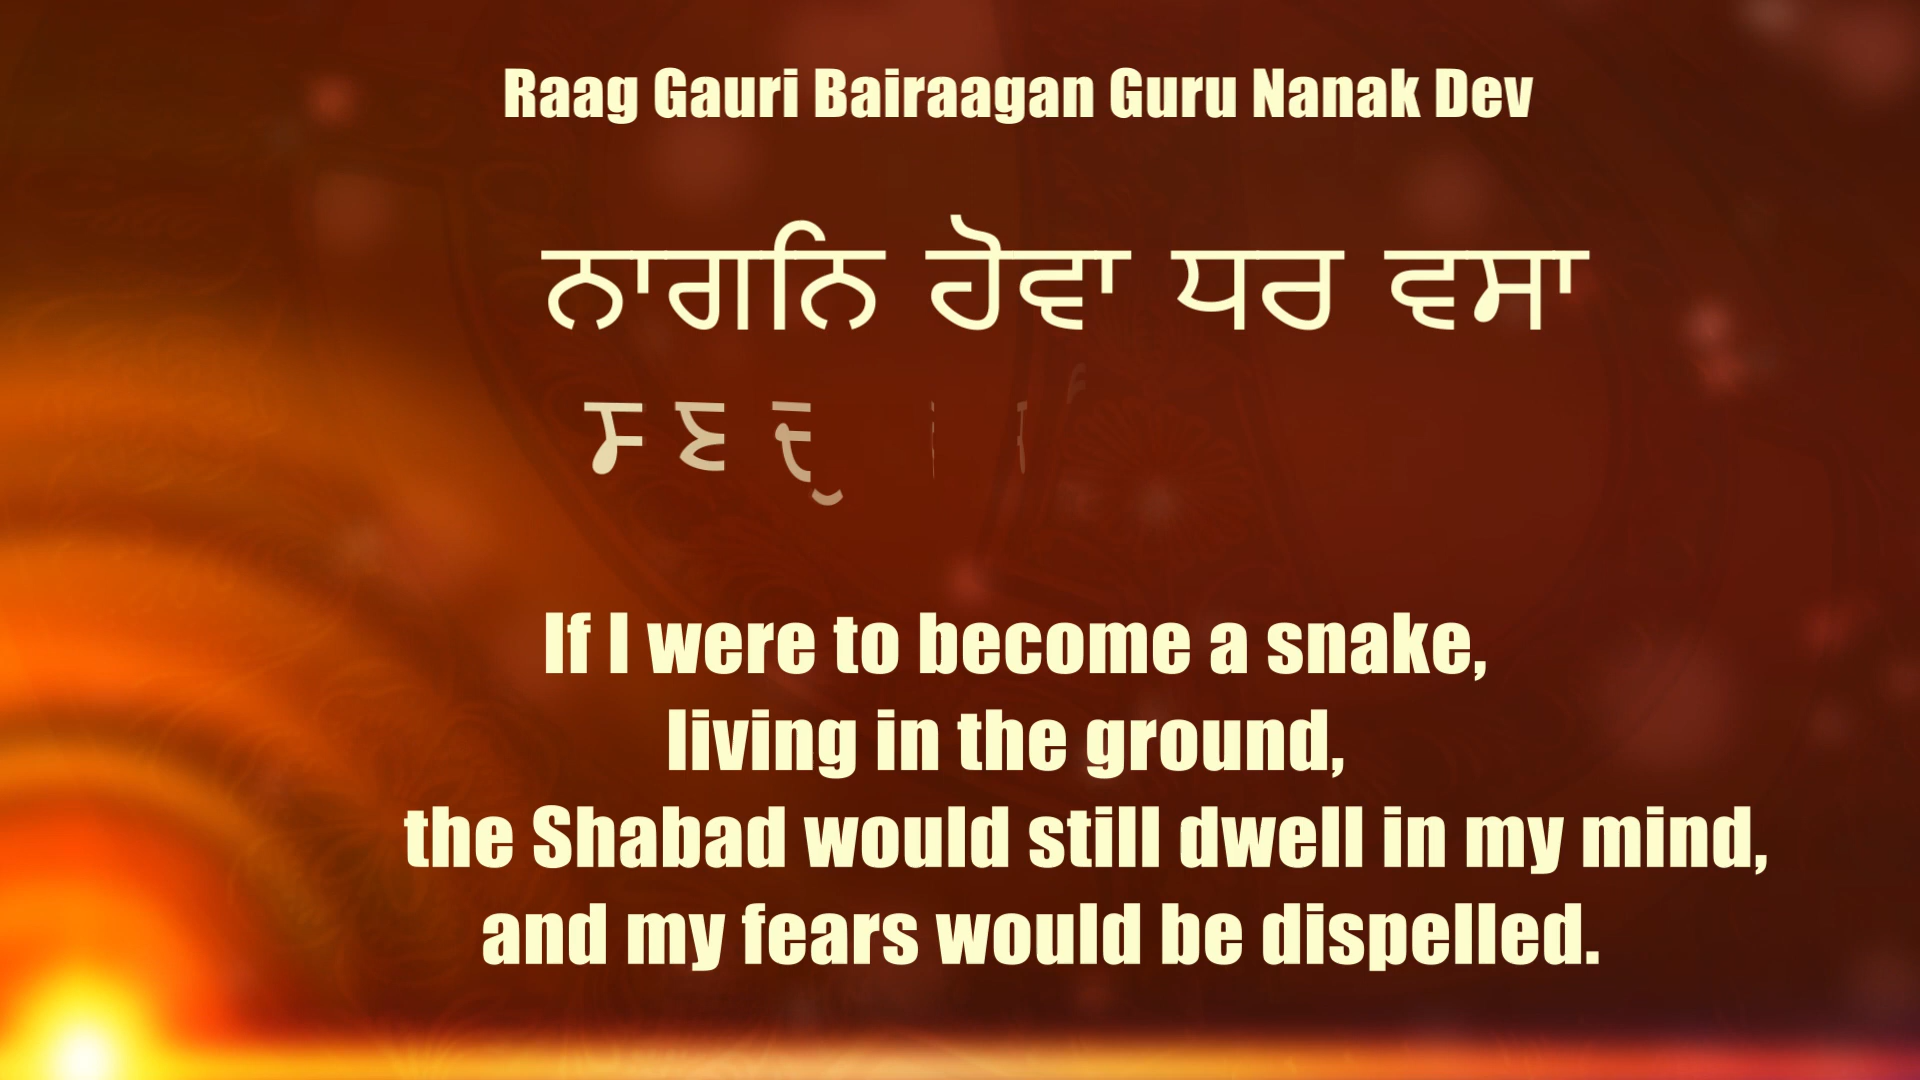 Raag Gauri Bairaagan Guru Nanak Dev
ਨਾਗਨਿ ਹੋਵਾ ਧਰ ਵਸਾ
If I were to become a snake,
living in the ground,
the Shabad would still dwell in my mind,
and my fears would be dispelled.